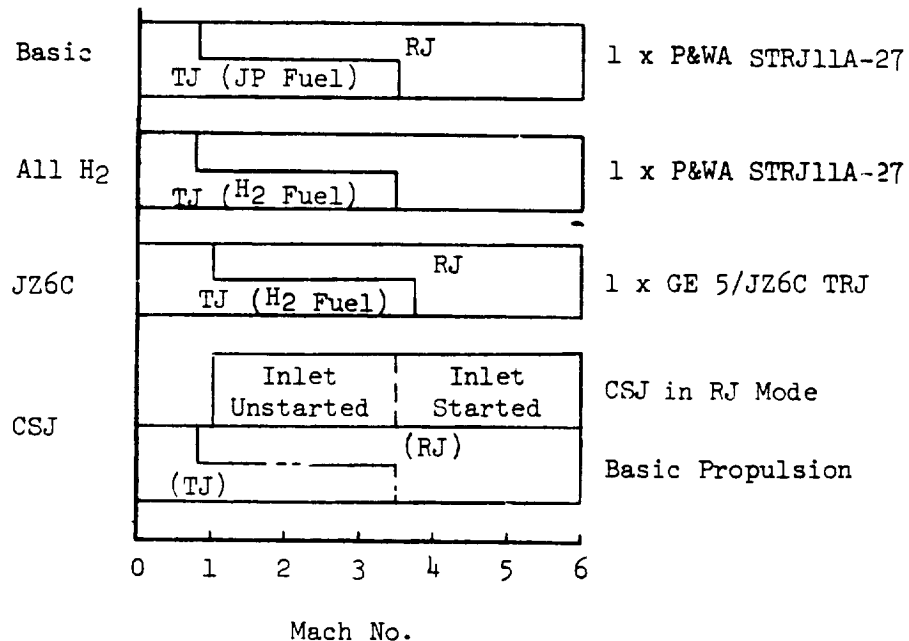 Basic
RJ
TJ (JP Fuel)
1 x P&WA STRJ11A-27
All H2
TJ (H2 Fuel)
1 x P&WA STRJ11A-27
JZ6C
RJ
TJ (H2 Fuel)
1 x GE 5/JZ6C TRJ
CSJ
Inlet
Unstarted
Inlet
Started
CSJ in RJ Mode
(RJ)
(TJ)
Basic Propulsion
0 1 2 3 4 5 6
Mach No.